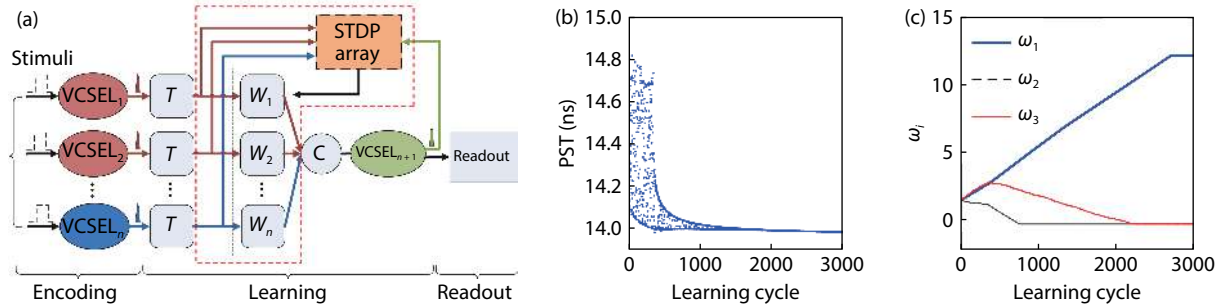 (a)
Stimuli
STDP
array
VCSEL₁
T
W₁
VCSEL₂
T
W₂
C
VCSELₙ₊₁
Readout
VCSELₙ
T
Wₙ
Encoding
Learning
Readout
(b)
PST (ns)
15.0
14.8
14.6
14.4
14.2
14.0
0
1000
2000
3000
Learning cycle
(c)
ωᵢ
15
10
5
0
ω₁
ω₂
ω₃
0
1000
2000
3000
Learning cycle